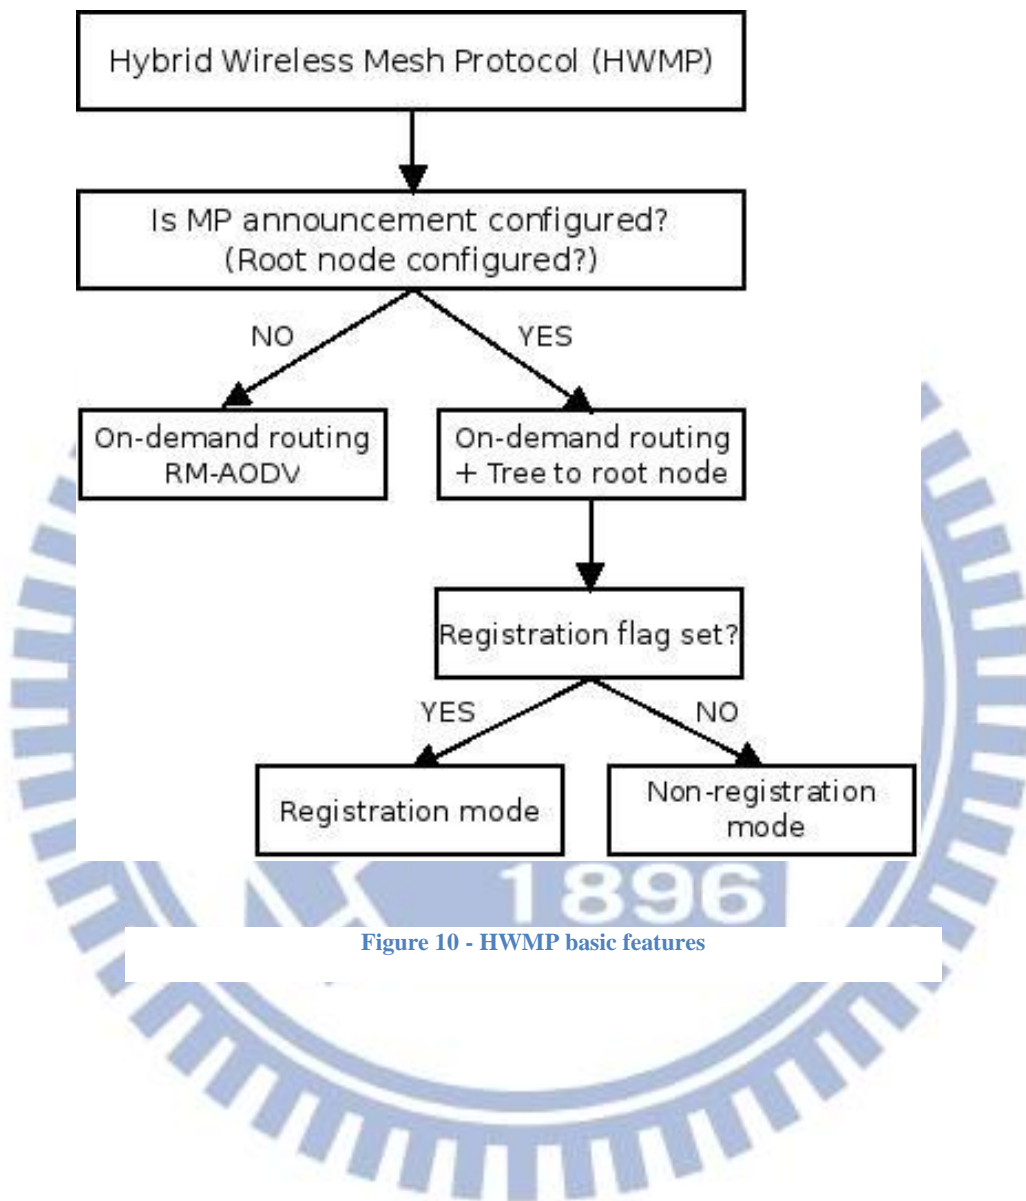 Hybrid Wireless Mesh Protocol (HWMP)
Is MP announcement configured?
(Root node configured?)
NO
YES
On-demand routing
RM-AODV
On-demand routing
+ Tree to root node
Registration flag set?
YES
NO
Registration mode
Non-registration
mode
1896
Figure 10 - HWMP basic features